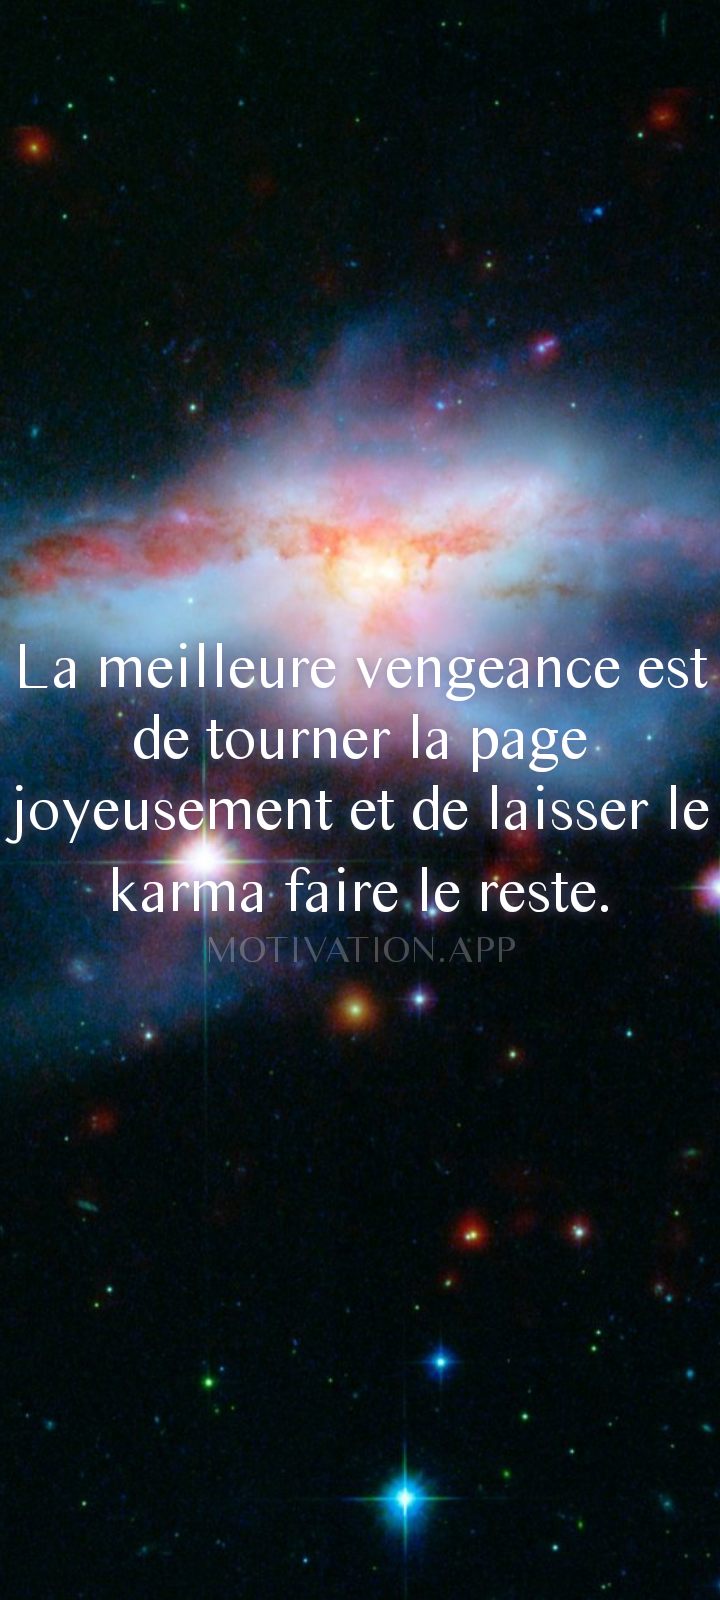 La meilleure vengeance est
de tourner la page
joyeusement et de laisser le
karma faire le reste.
MOTIVATION.APP